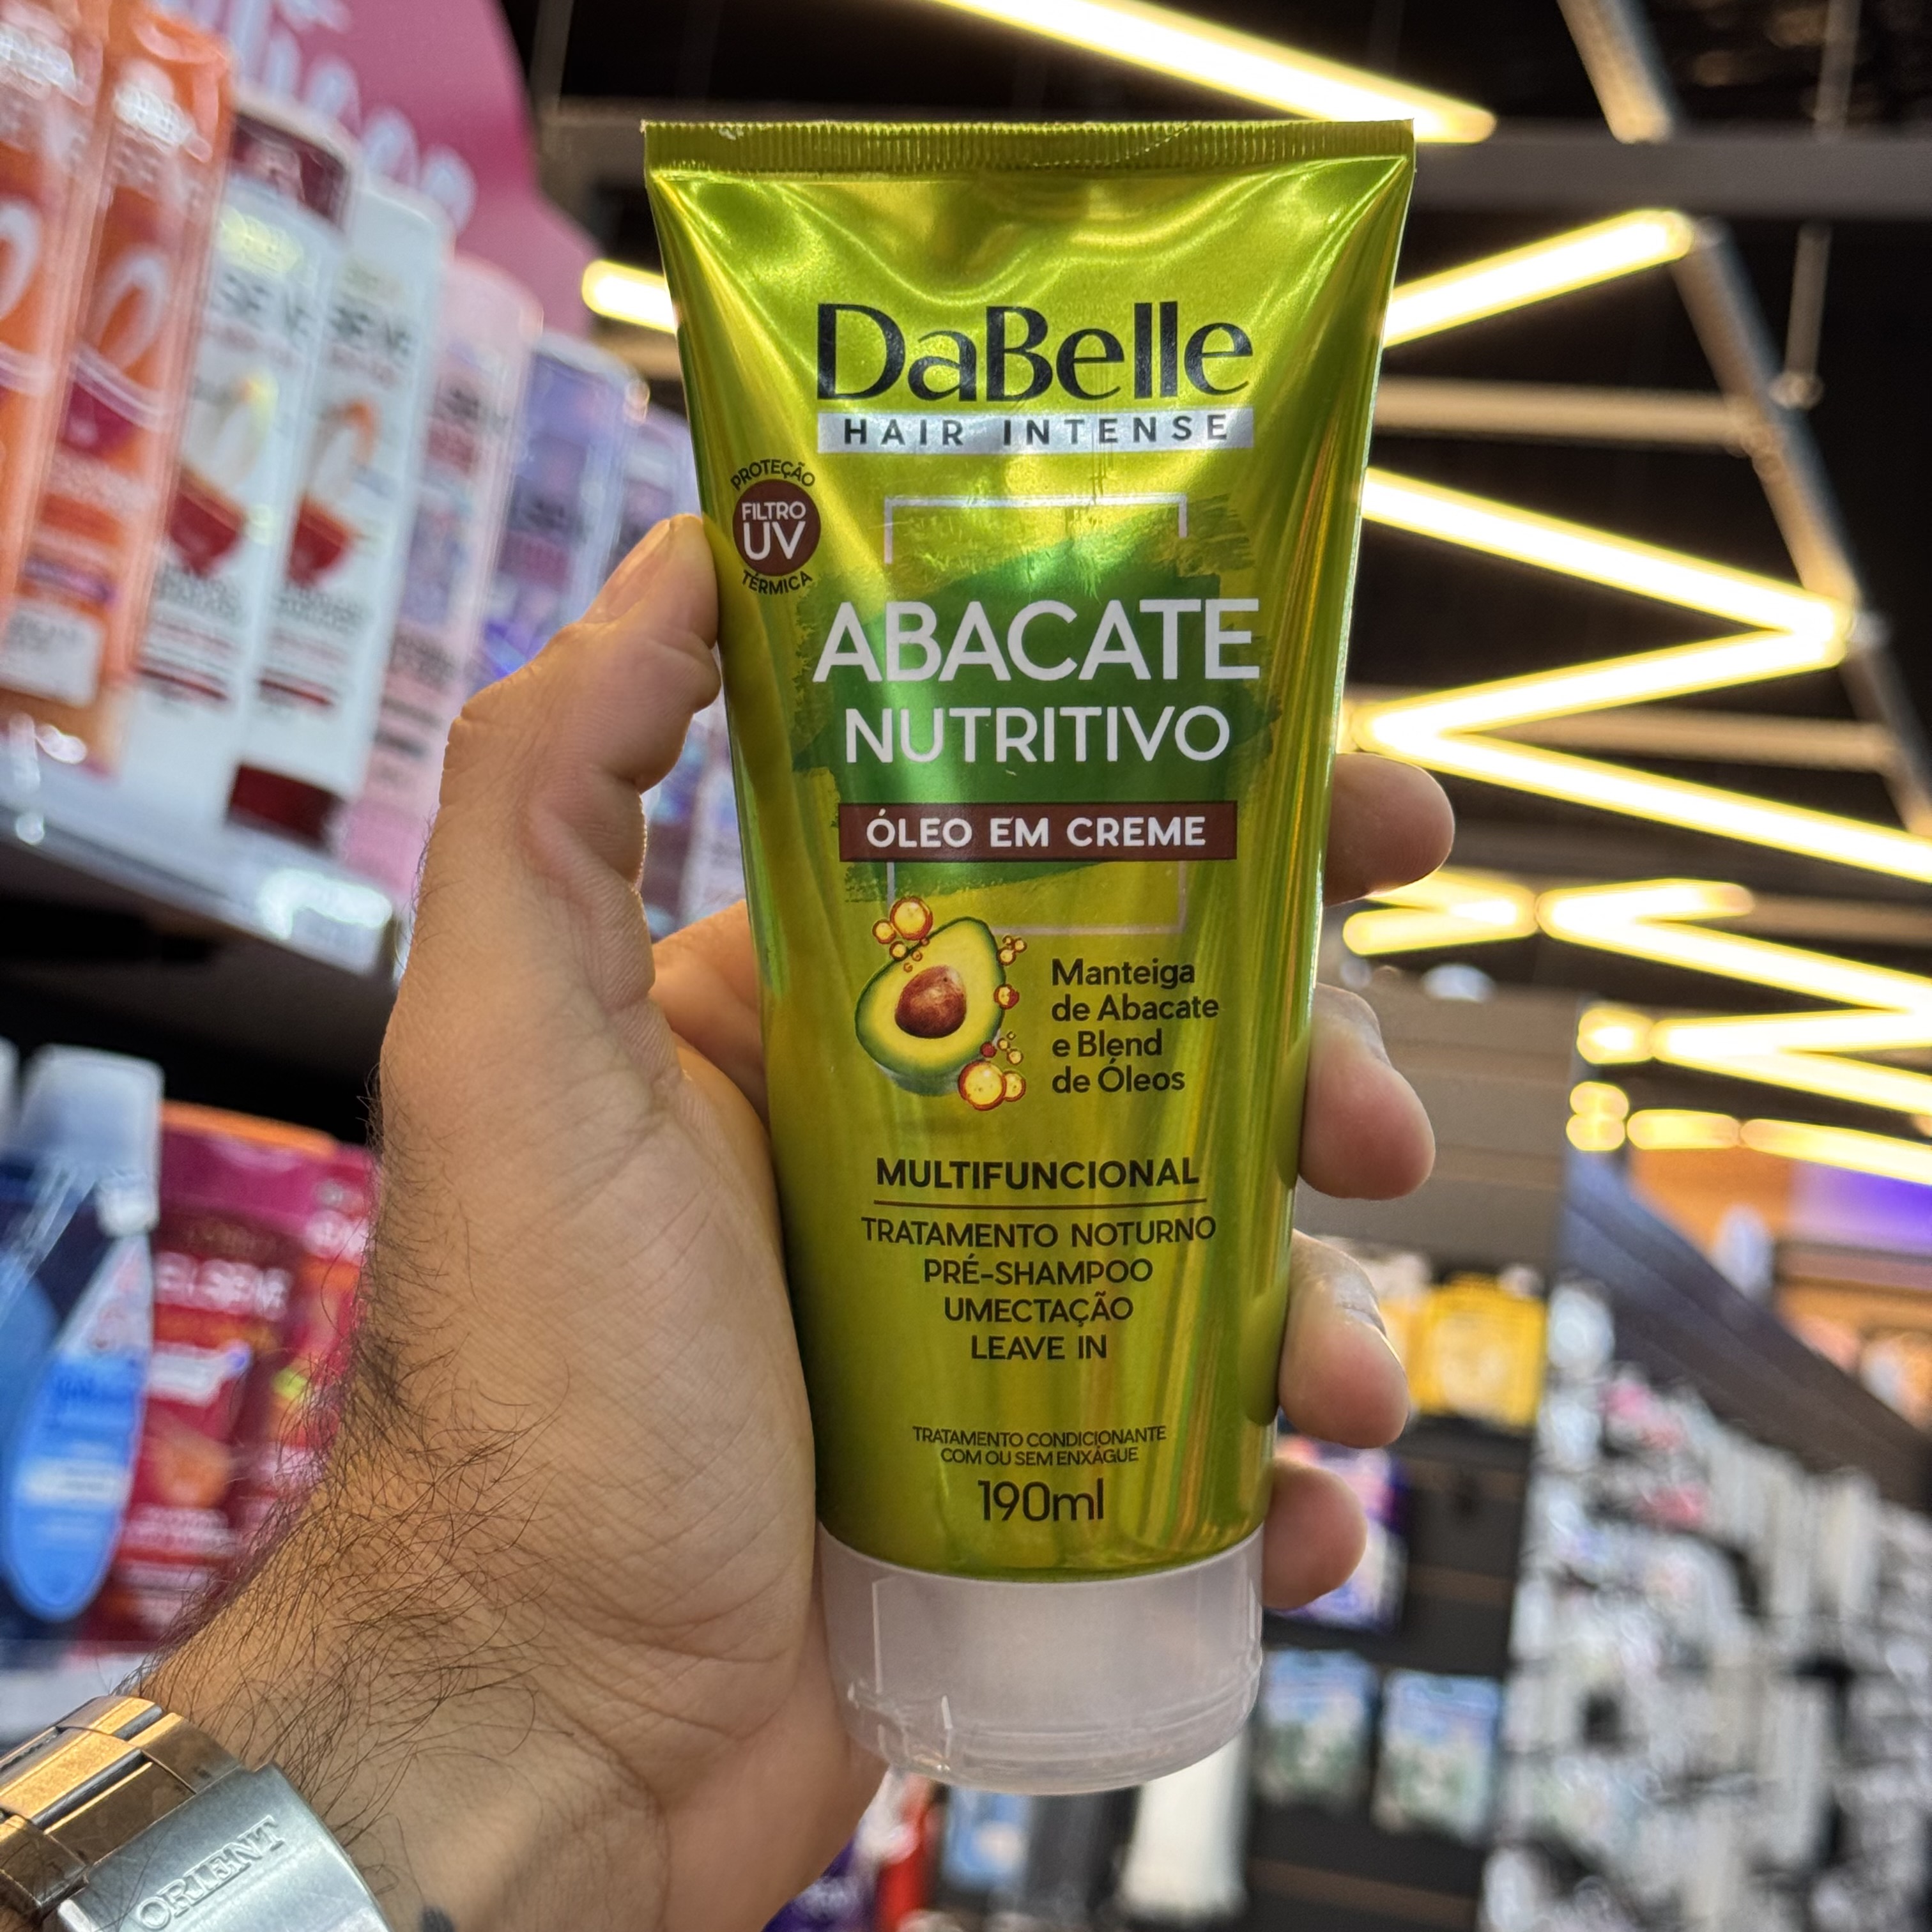 DaBelle
HAIR INTENSE
PROTEÇÃO
FILTRO
UV
TÉRMICA
ABACATE
NUTRITIVO
ÓLEO EM CREME
Manteiga
de Abacate
e Blend
de Óleos
MULTIFUNCIONAL
TRATAMENTO NOTURNO
PRÉ-SHAMPOO
UMECTAÇÃO
LEAVE IN
TRATAMENTO CONDICIONANTE
COM OU SEM ENXÁGUE
190ml
ORIENT